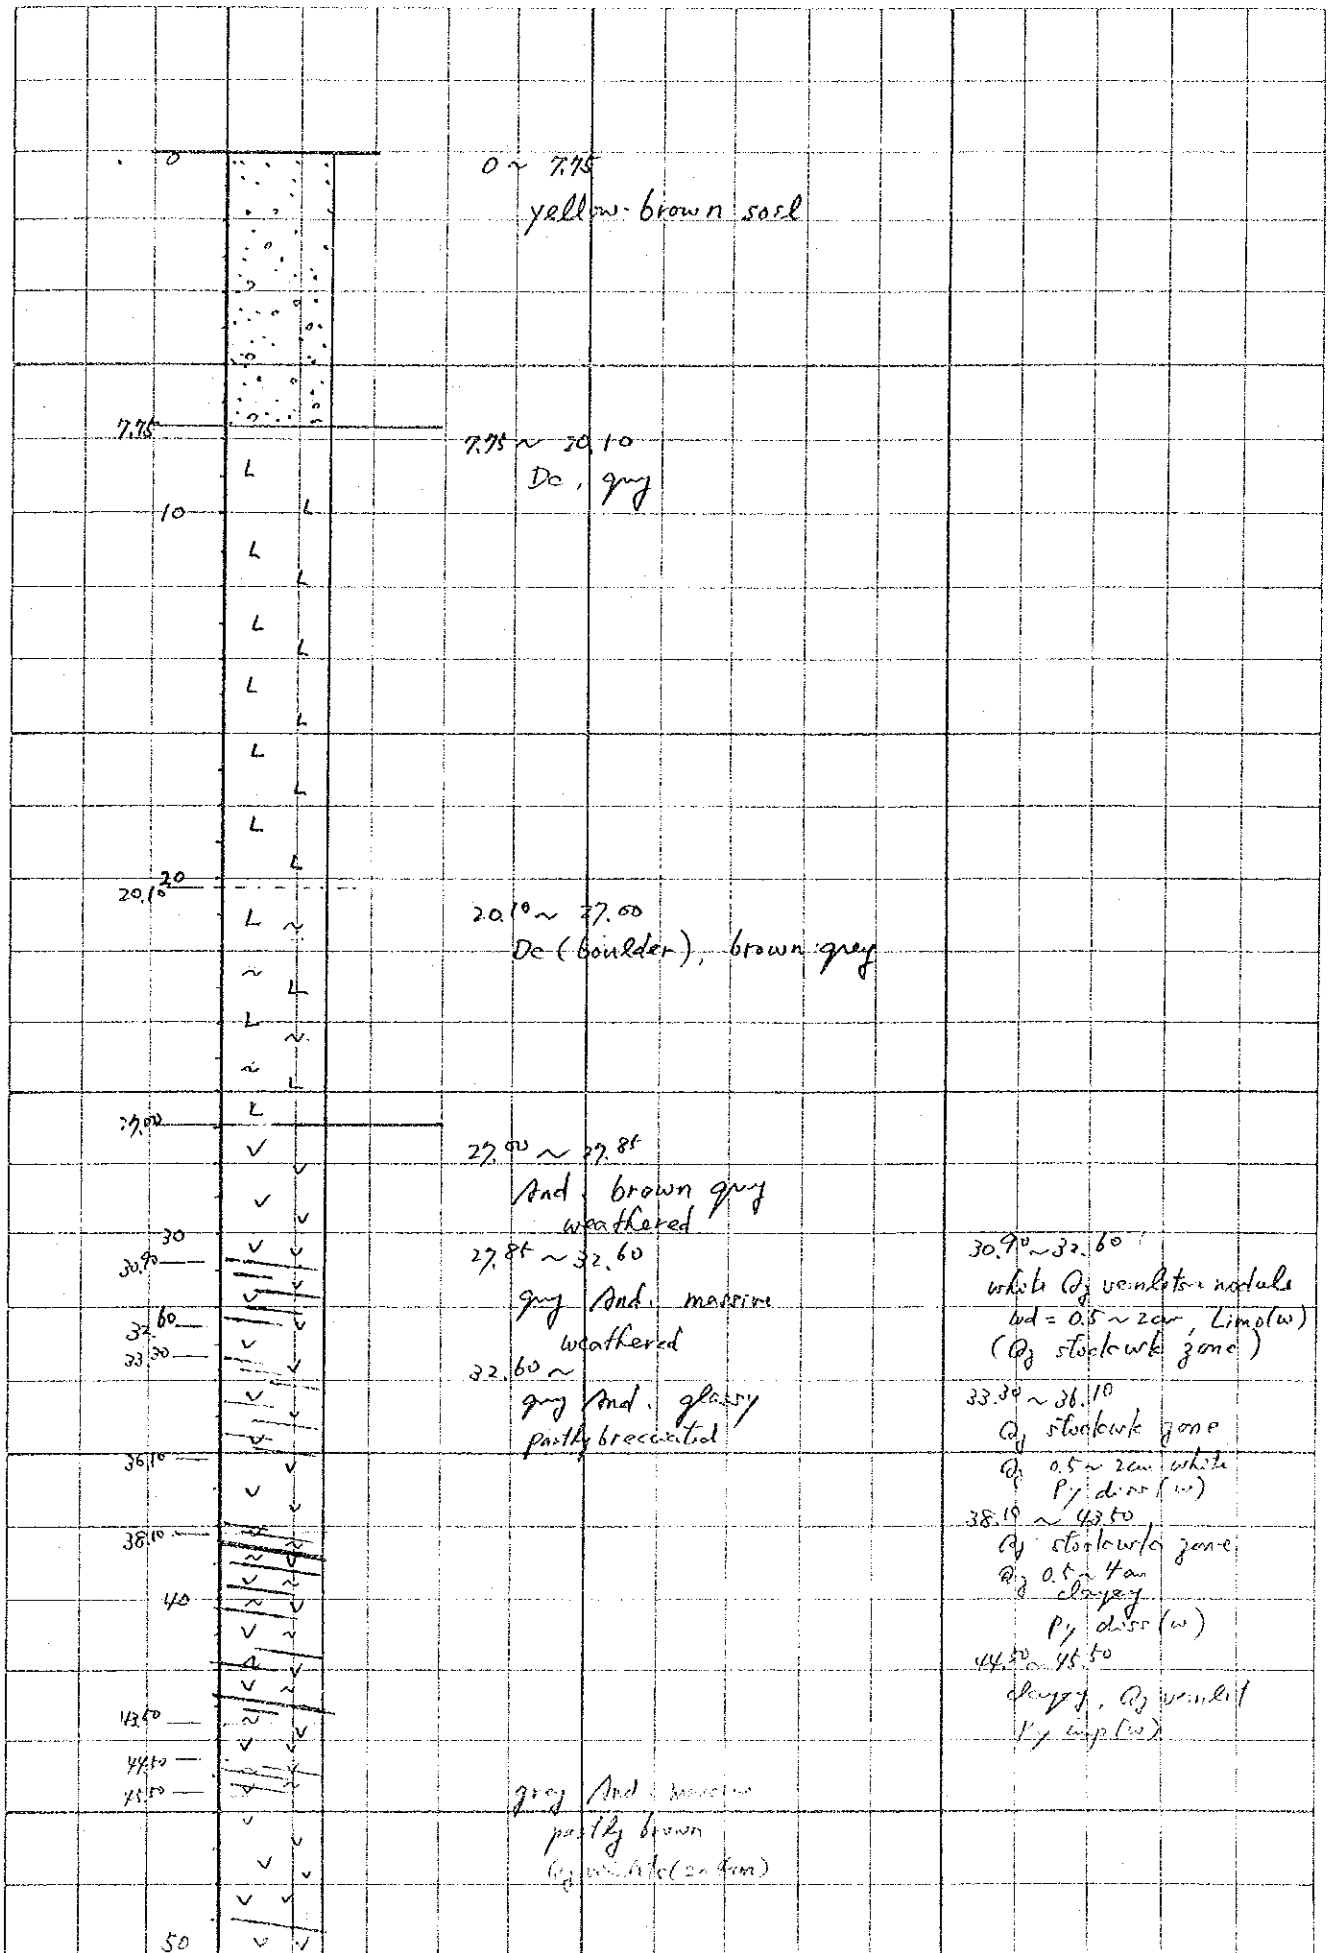 0
0 ~ 7.75
yellow-brown soil
7.75
7.75 ~ 20.10
Dc, grey
10
20
20.10
20.10 ~ 27.00
Dc (boulder), brown grey
27.00
27.00 ~ 27.85
And. brown grey
weathered
30
27.85 ~ 32.60
grey And. massive
weathered
30.90
32.60
33.30
32.60 ~
grey And. glassy
partly brecciated
36.10
38.10
40
43.50
44.50
45.50
grey And. massive
partly brown
Qz
50
30.90 ~ 32.60
white Qz veinlets nodule
wd = 0.5 ~ 2cm, Limo(w)
(Qz stockwk zone)
33.30 ~ 36.10
Qz stockwk zone
Qz 0.5 ~ 2cm white
Py diss (w)
38.10 ~ 43.50
Qz stockwk zone
Qz 0.5 ~ 4cm
clayey
Py diss (w)
44.50 ~ 45.50
clayey, Qz veinlet
Py imp (w)